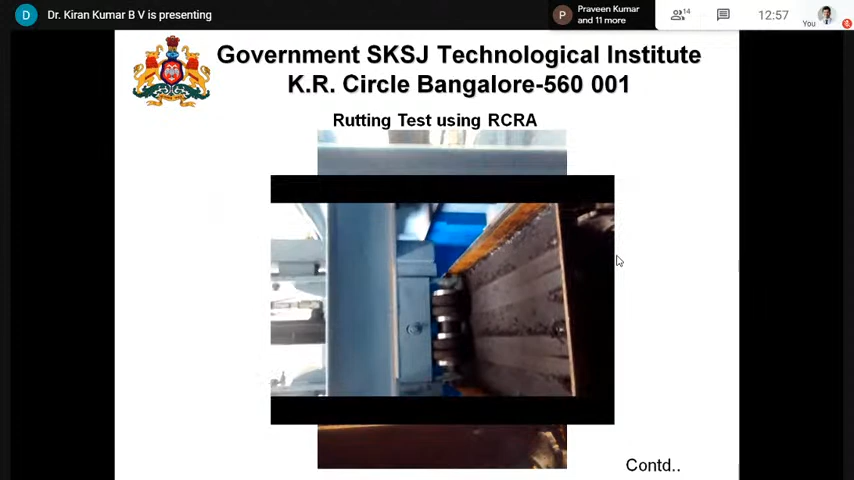 D Dr. Kiran Kumar B V is presenting
P Praveen Kumar
and 11 more
14
12:57
You
Government SKSJ Technological Institute
K.R. Circle Bangalore-560 001
Rutting Test using RCRA
Contd..